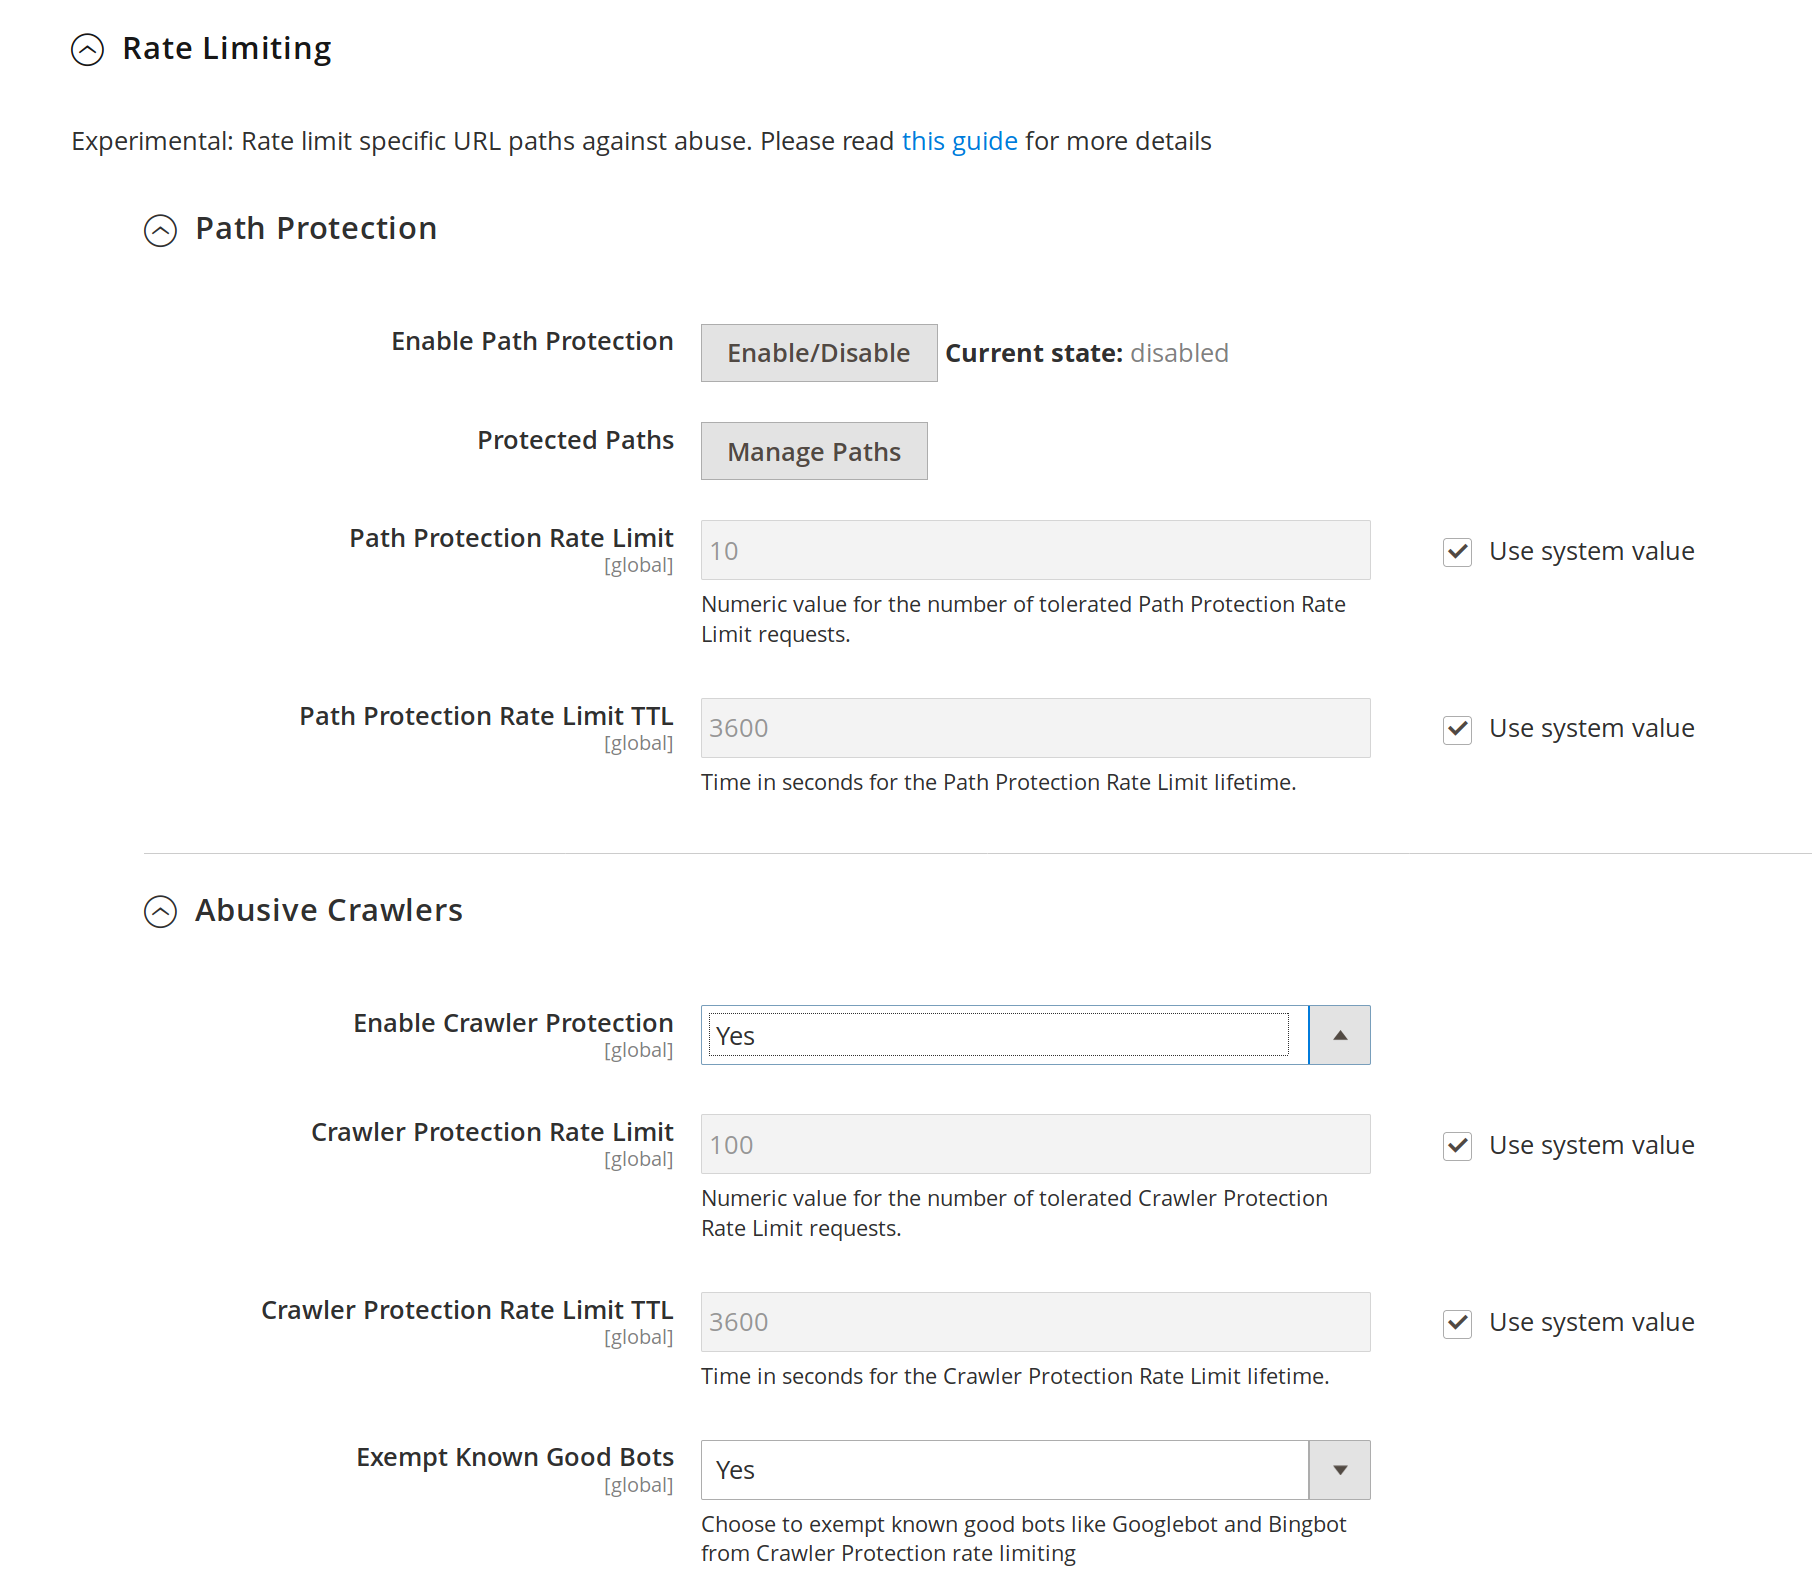 Rate Limiting
Experimental: Rate limit specific URL paths against abuse. Please read this guide for more details
Path Protection
Enable Path Protection
Enable/Disable Current state: disabled
Protected Paths
Manage Paths
Path Protection Rate Limit
[global]
10
Use system value
Numeric value for the number of tolerated Path Protection Rate
Limit requests.
Path Protection Rate Limit TTL
[global]
3600
Use system value
Time in seconds for the Path Protection Rate Limit lifetime.
Abusive Crawlers
Enable Crawler Protection
[global]
Yes
Crawler Protection Rate Limit
[global]
100
Use system value
Numeric value for the number of tolerated Crawler Protection
Rate Limit requests.
Crawler Protection Rate Limit TTL
[global]
3600
Use system value
Time in seconds for the Crawler Protection Rate Limit lifetime.
Exempt Known Good Bots
[global]
Yes
Choose to exempt known good bots like Googlebot and Bingbot
from Crawler Protection rate limiting